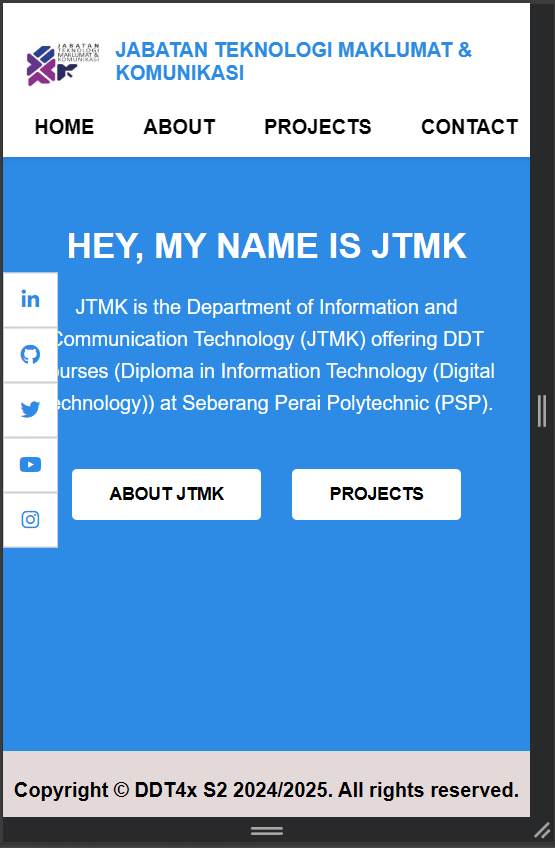 JABATAN
TEKNOLOGI
MAKLUMAT &
KOMUNIKASI
JABATAN TEKNOLOGI MAKLUMAT &
KOMUNIKASI
HOME ABOUT PROJECTS CONTACT
HEY, MY NAME IS JTMK
JTMK is the Department of Information and
Communication Technology (JTMK) offering DDT
ourses (Diploma in Information Technology (Digital
echnology)) at Seberang Perai Polytechnic (PSP).
in
ABOUT JTMK PROJECTS
Copyright © DDT4x S2 2024/2025. All rights reserved.